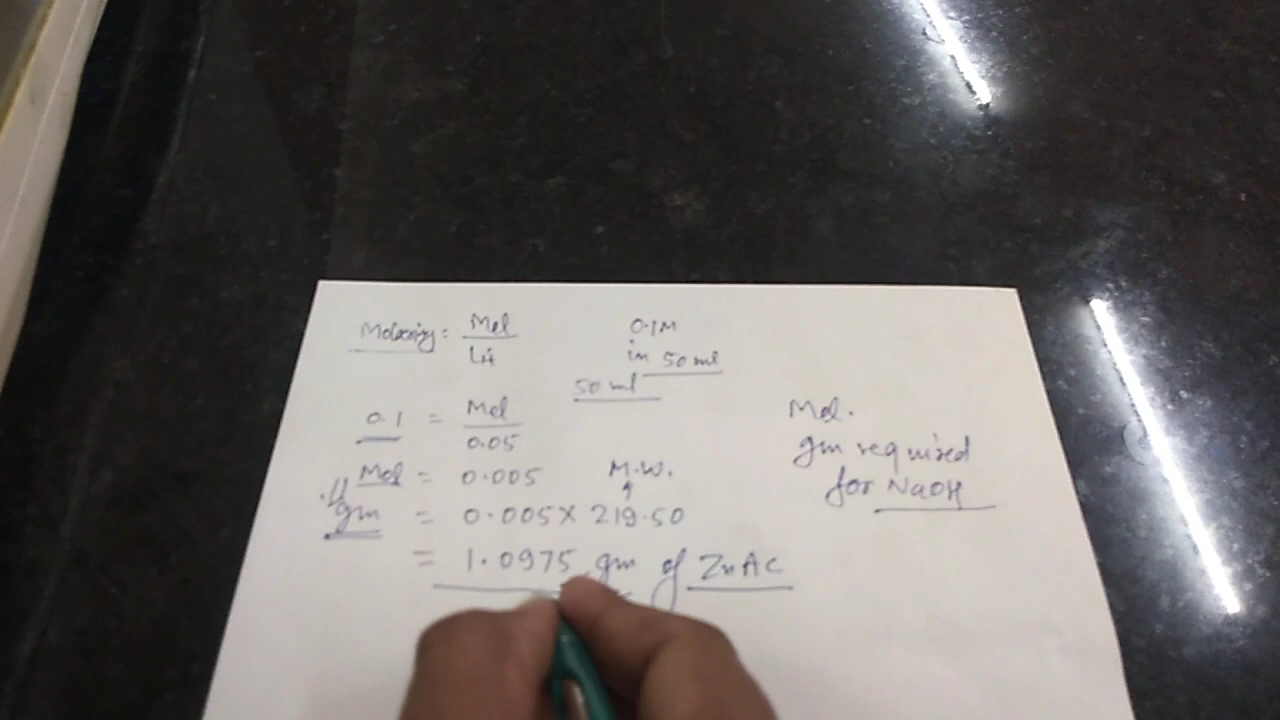 Molarity = Mol / Lit
0.1M
in 50 ml
50 ml
0.1 = Mol / 0.05
Mol = 0.005
M.W.
↑
gm = 0.005 X 219.50
= 1.0975 gm of ZnAc
Mol.
gm required
for NaOH